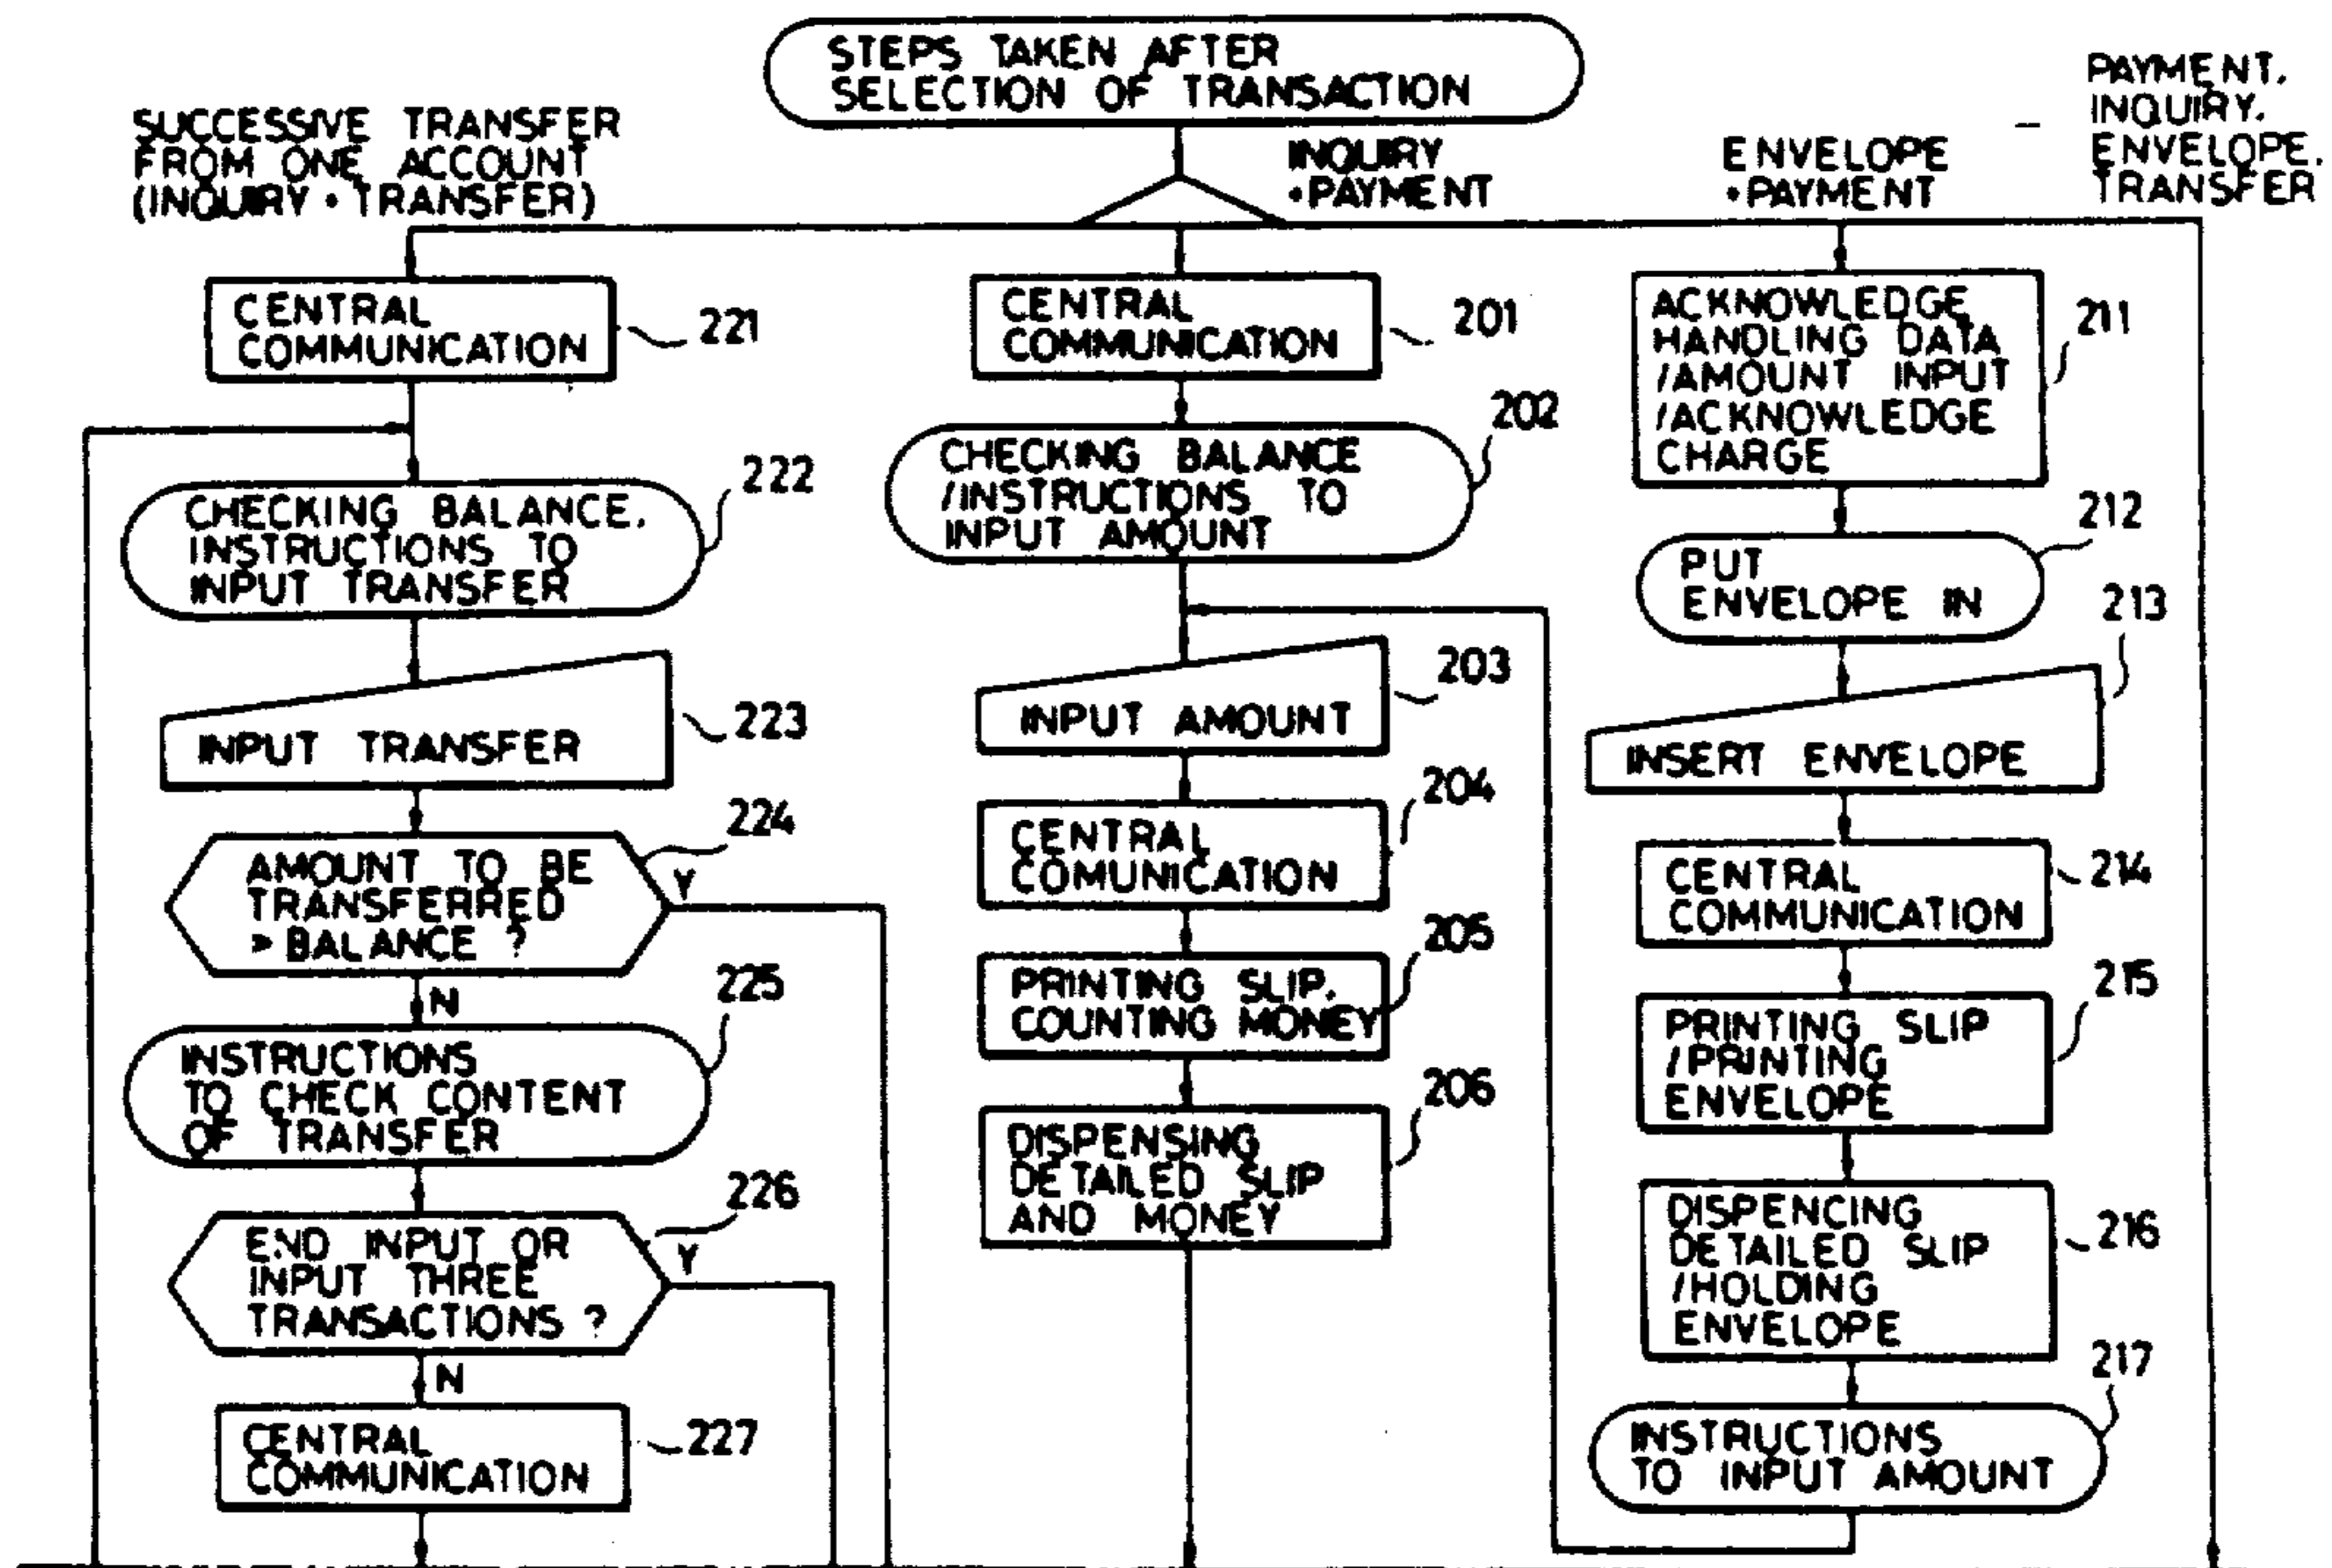 STEPS TAKEN AFTER
SELECTION OF TRANSACTION
SUCCESSIVE TRANSFER
FROM ONE ACCOUNT
(INQUIRY • TRANSFER)
INQUIRY
•PAYMENT
ENVELOPE
•PAYMENT
PAYMENT.
INQUIRY.
ENVELOPE.
TRANSFER
CENTRAL
COMMUNICATION
221
CHECKING BALANCE.
INSTRUCTIONS TO
INPUT TRANSFER
222
INPUT TRANSFER
223
AMOUNT TO BE
TRANSFERRED
> BALANCE ?
224
Y
N
INSTRUCTIONS
TO CHECK CONTENT
OF TRANSFER
225
END INPUT OR
INPUT THREE
TRANSACTIONS ?
226
Y
N
CENTRAL
COMMUNICATION
227
CENTRAL
COMMUNICATION
201
CHECKING BALANCE
/INSTRUCTIONS TO
INPUT AMOUNT
202
INPUT AMOUNT
203
CENTRAL
COMUNICATION
204
PRINTING SLIP.
COUNTING MONEY
205
DISPENSING
DETAILED SLIP
AND MONEY
206
ACKNOWLEDGE
HANDLING DATA
/AMOUNT INPUT
/ACKNOWLEDGE
CHARGE
211
PUT
ENVELOPE IN
212
INSERT ENVELOPE
213
CENTRAL
COMMUNICATION
214
PRINTING SLIP
/PRINTING
ENVELOPE
215
DISPENCING
DETAILED SLIP
/HOLDING
ENVELOPE
216
INSTRUCTIONS
TO INPUT AMOUNT
217